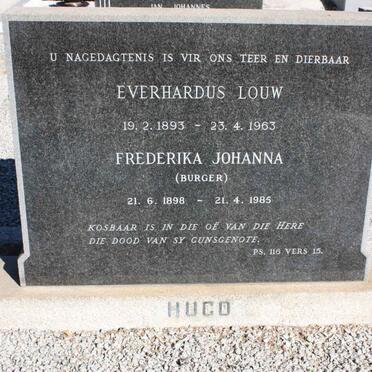 JAN JOHANNES
U NAGEDAGTENIS IS VIR ONS TEER EN DIERBAAR
EVERHARDUS LOUW
19. 2. 1893 - 23. 4. 1963
FREDERIKA JOHANNA
(BURGER)
21. 6. 1898 - 21. 4. 1985
KOSBAAR IS IN DIE OË VAN DIE HERE
DIE DOOD VAN SY GUNSGENOTE.
PS. 116 VERS 15.
HUGO